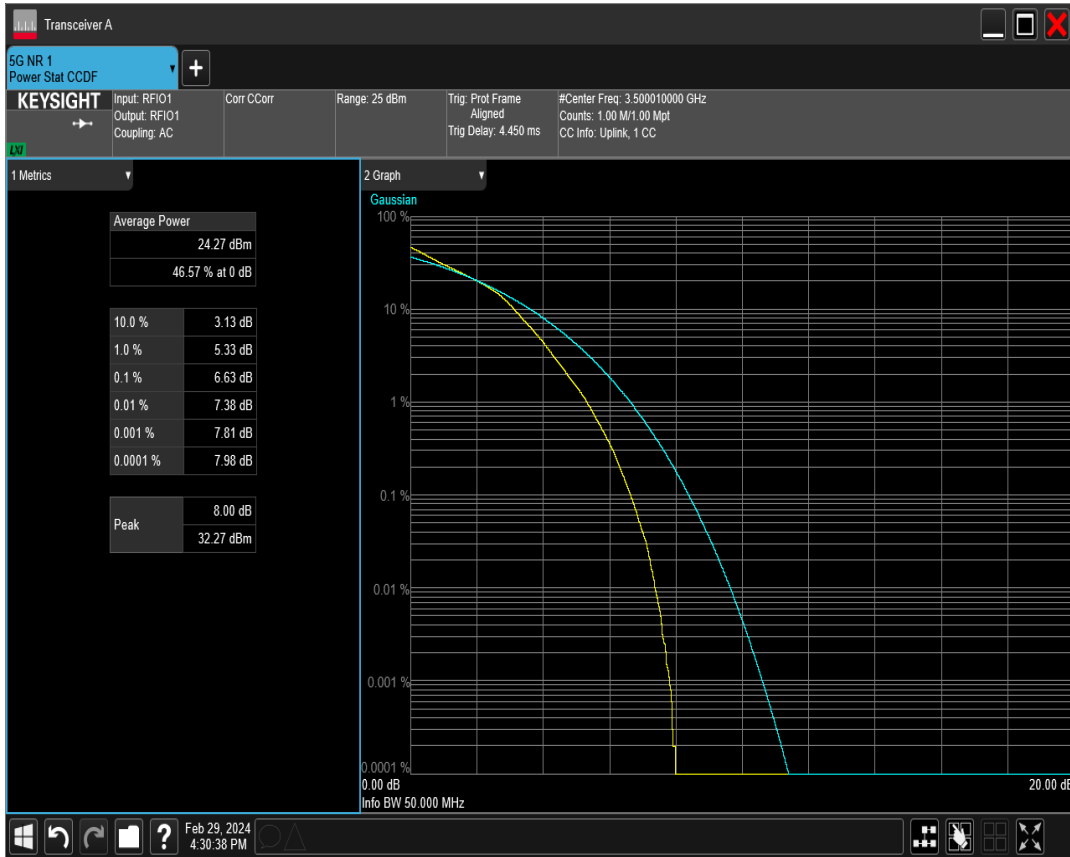 Transceiver A
5G NR 1
Power Stat CCDF
KEYSIGHT
LXI
Input: RFIO1
Output: RFIO1
Coupling: AC
Corr CCorr
Range: 25 dBm
Trig: Prot Frame
Aligned
Trig Delay: 4.450 ms
#Center Freq: 3.500010000 GHz
Counts: 1.00 M/1.00 Mpt
CC Info: Uplink, 1 CC
1 Metrics
Average Power
24.27 dBm
46.57 % at 0 dB
10.0 % 3.13 dB
1.0 % 5.33 dB
0.1 % 6.63 dB
0.01 % 7.38 dB
0.001 % 7.81 dB
0.0001 % 7.98 dB
Peak
8.00 dB
32.27 dBm
2 Graph
Gaussian
100 %
10 %
1 %
0.1 %
0.01 %
0.001 %
0.0001 %
0.00 dB 20.00 dB
Info BW 50.000 MHz
?
Feb 29, 2024
4:30:38 PM